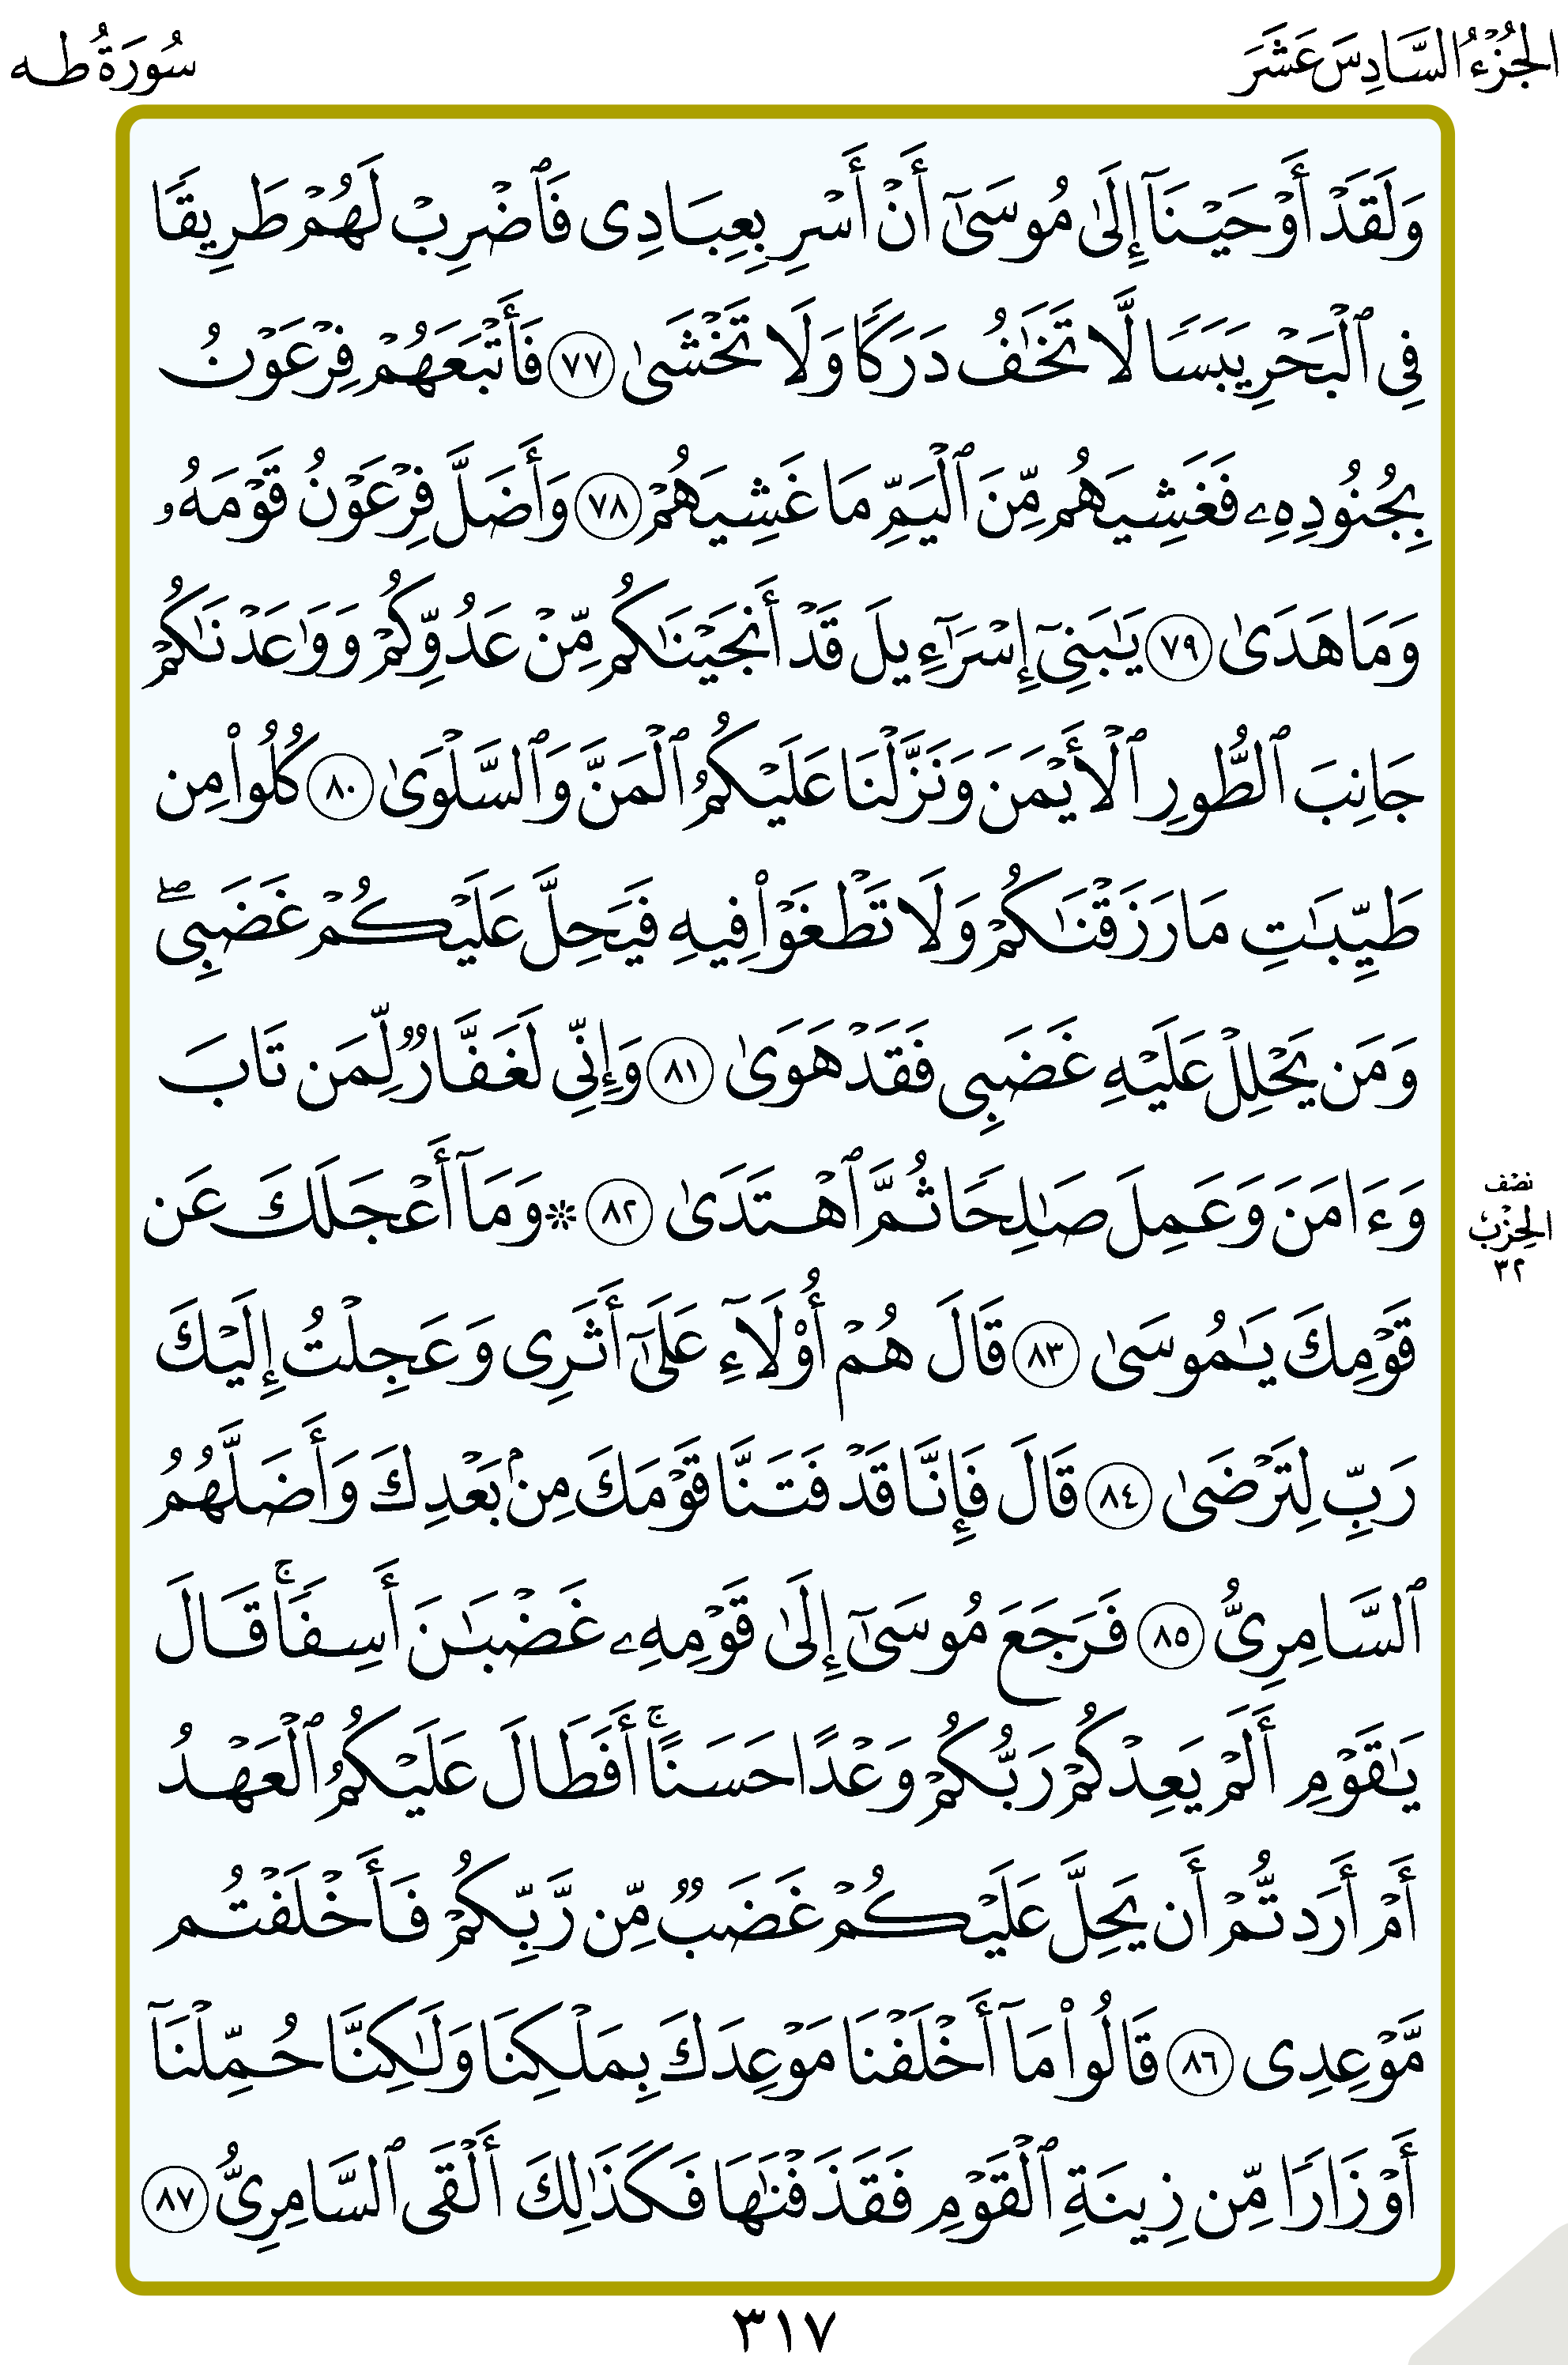 الجُزْءُ السَّادِسَ عَشَرَ
سُورَةُ طه
وَلَقَدْ أَوْحَيْنَآ إِلَىٰ مُوسَىٰٓ أَنْ أَسْرِ بِعِبَادِى فَٱضْرِبْ لَهُمْ طَرِيقًا
فِى ٱلْبَحْرِ يَبَسًا لَّا تَخَٰفُ دَرَكًا وَلَا تَخْشَىٰ ٧٧ فَأَتْبَعَهُمْ فِرْعَوْنُ
بِجُنُودِهِۦ فَغَشِيَهُم مِّنَ ٱلْيَمِّ مَا غَشِيَهُمْ ٧٨ وَأَضَلَّ فِرْعَوْنُ قَوْمَهُۥ
وَمَا هَدَىٰ ٧٩ يَٰبَنِىٓ إِسْرَٰٓءِيلَ قَدْ أَنجَيْنَٰكُم مِّنْ عَدُوِّكُمْ وَوَٰعَدْنَٰكُمْ
جَانِبَ ٱلطُّورِ ٱلْأَيْمَنَ وَنَزَّلْنَا عَلَيْكُمُ ٱلْمَنَّ وَٱلسَّلْوَىٰ ٨٠ كُلُوا۟ مِن
طَيِّبَٰتِ مَا رَزَقْنَٰكُمْ وَلَا تَطْغَوْا۟ فِيهِ فَيَحِلَّ عَلَيْكُمْ غَضَبِىۖ
وَمَن يَحْلِلْ عَلَيْهِ غَضَبِى فَقَدْ هَوَىٰ ٨١ وَإِنِّى لَغَفَّارٌ لِّمَن تَابَ
وَءَامَنَ وَعَمِلَ صَٰلِحًا ثُمَّ ٱهْتَدَىٰ ٨٢ * وَمَآ أَعْجَلَكَ عَن
نصْف
الحِزْبْ
٣٢
قَوْمِكَ يَٰمُوسَىٰ ٨٣ قَالَ هُمْ أُو۟لَآءِ عَلَىٰٓ أَثَرِى وَعَجِلْتُ إِلَيْكَ
رَبِّ لِتَرْضَىٰ ٨٤ قَالَ فَإِنَّا قَدْ فَتَنَّا قَوْمَكَ مِنۢ بَعْدِكَ وَأَضَلَّهُمُ
ٱلسَّامِرِىُّ ٨٥ فَرَجَعَ مُوسَىٰٓ إِلَىٰ قَوْمِهِۦ غَضْبَٰنَ أَسِفًاۚ قَالَ
يَٰقَوْمِ أَلَمْ يَعِدْكُمْ رَبُّكُمْ وَعْدًا حَسَنًاۚ أَفَطَالَ عَلَيْكُمُ ٱلْعَهْدُ
أَمْ أَرَدتُّمْ أَن يَحِلَّ عَلَيْكُمْ غَضَبٌ مِّن رَّبِّكُمْ فَأَخْلَفْتُم
مَّوْعِدِى ٨٦ قَالُوا۟ مَآ أَخْلَفْنَا مَوْعِدَكَ بِمَلْكِنَا وَلَٰكِنَّا حُمِّلْنَآ
أَوْزَارًا مِّن زِينَةِ ٱلْقَوْمِ فَقَذَفْنَٰهَا فَكَذَٰلِكَ أَلْقَى ٱلسَّامِرِىُّ ٨٧
٣١٧